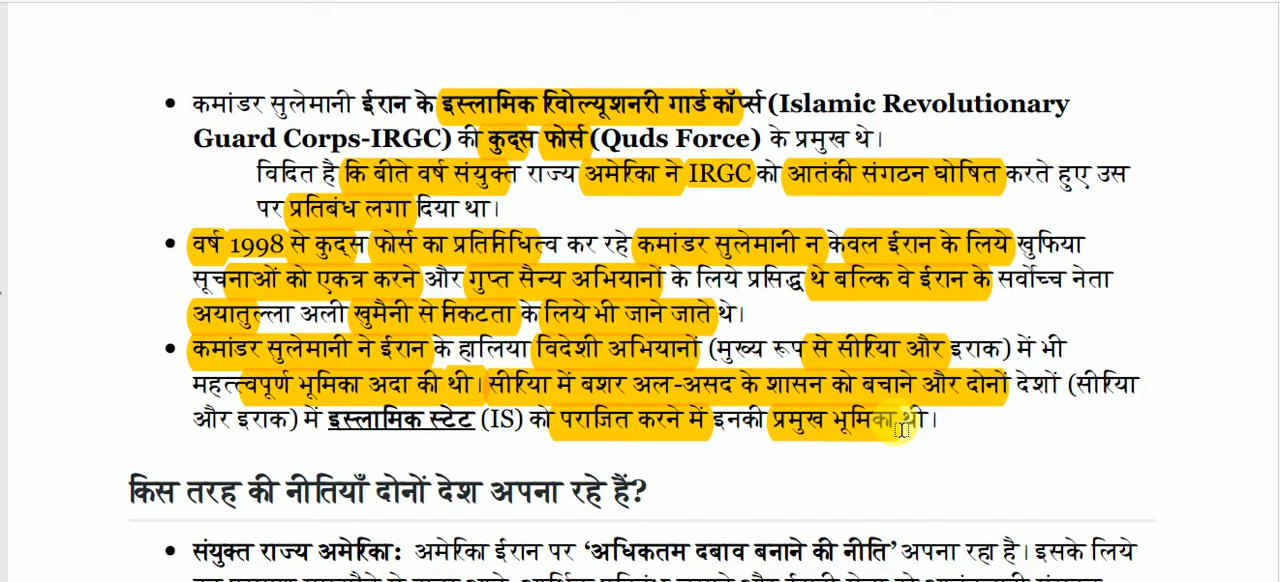 • कमांडर सुलेमानी ईरान के इस्लामिक रिवोल्यूशनरी गार्ड कॉर्प्स (Islamic Revolutionary
Guard Corps-IRGC) की कुद्स फोर्स (Quds Force) के प्रमुख थे।
विदित है कि बीते वर्ष संयुक्त राज्य अमेरिका ने IRGC को आतंकी संगठन घोषित करते हुए उस
पर प्रतिबंध लगा दिया था।
• वर्ष 1998 से कुद्स फोर्स का प्रतिनिधित्व कर रहे कमांडर सुलेमानी न केवल ईरान के लिये खुफिया
सूचनाओं को एकत्र करने और गुप्त सैन्य अभियानों के लिये प्रसिद्ध थे बल्कि वे ईरान के सर्वोच्च नेता
अयातुल्ला अली खुमैनी से निकटता के लिये भी जाने जाते थे।
• कमांडर सुलेमानी ने ईरान के हालिया विदेशी अभियानों (मुख्य रूप से सीरिया और इराक) में भी
महत्त्वपूर्ण भूमिका अदा की थी। सीरिया में बशर अल-असद के शासन को बचाने और दोनों देशों (सीरिया
और इराक) में इस्लामिक स्टेट (IS) को पराजित करने में इनकी प्रमुख भूमिका थी।
किस तरह की नीतियाँ दोनों देश अपना रहे हैं?
• संयुक्त राज्य अमेरिका: अमेरिका ईरान पर ‘अधिकतम दबाव बनाने की नीति’ अपना रहा है। इसके लिये